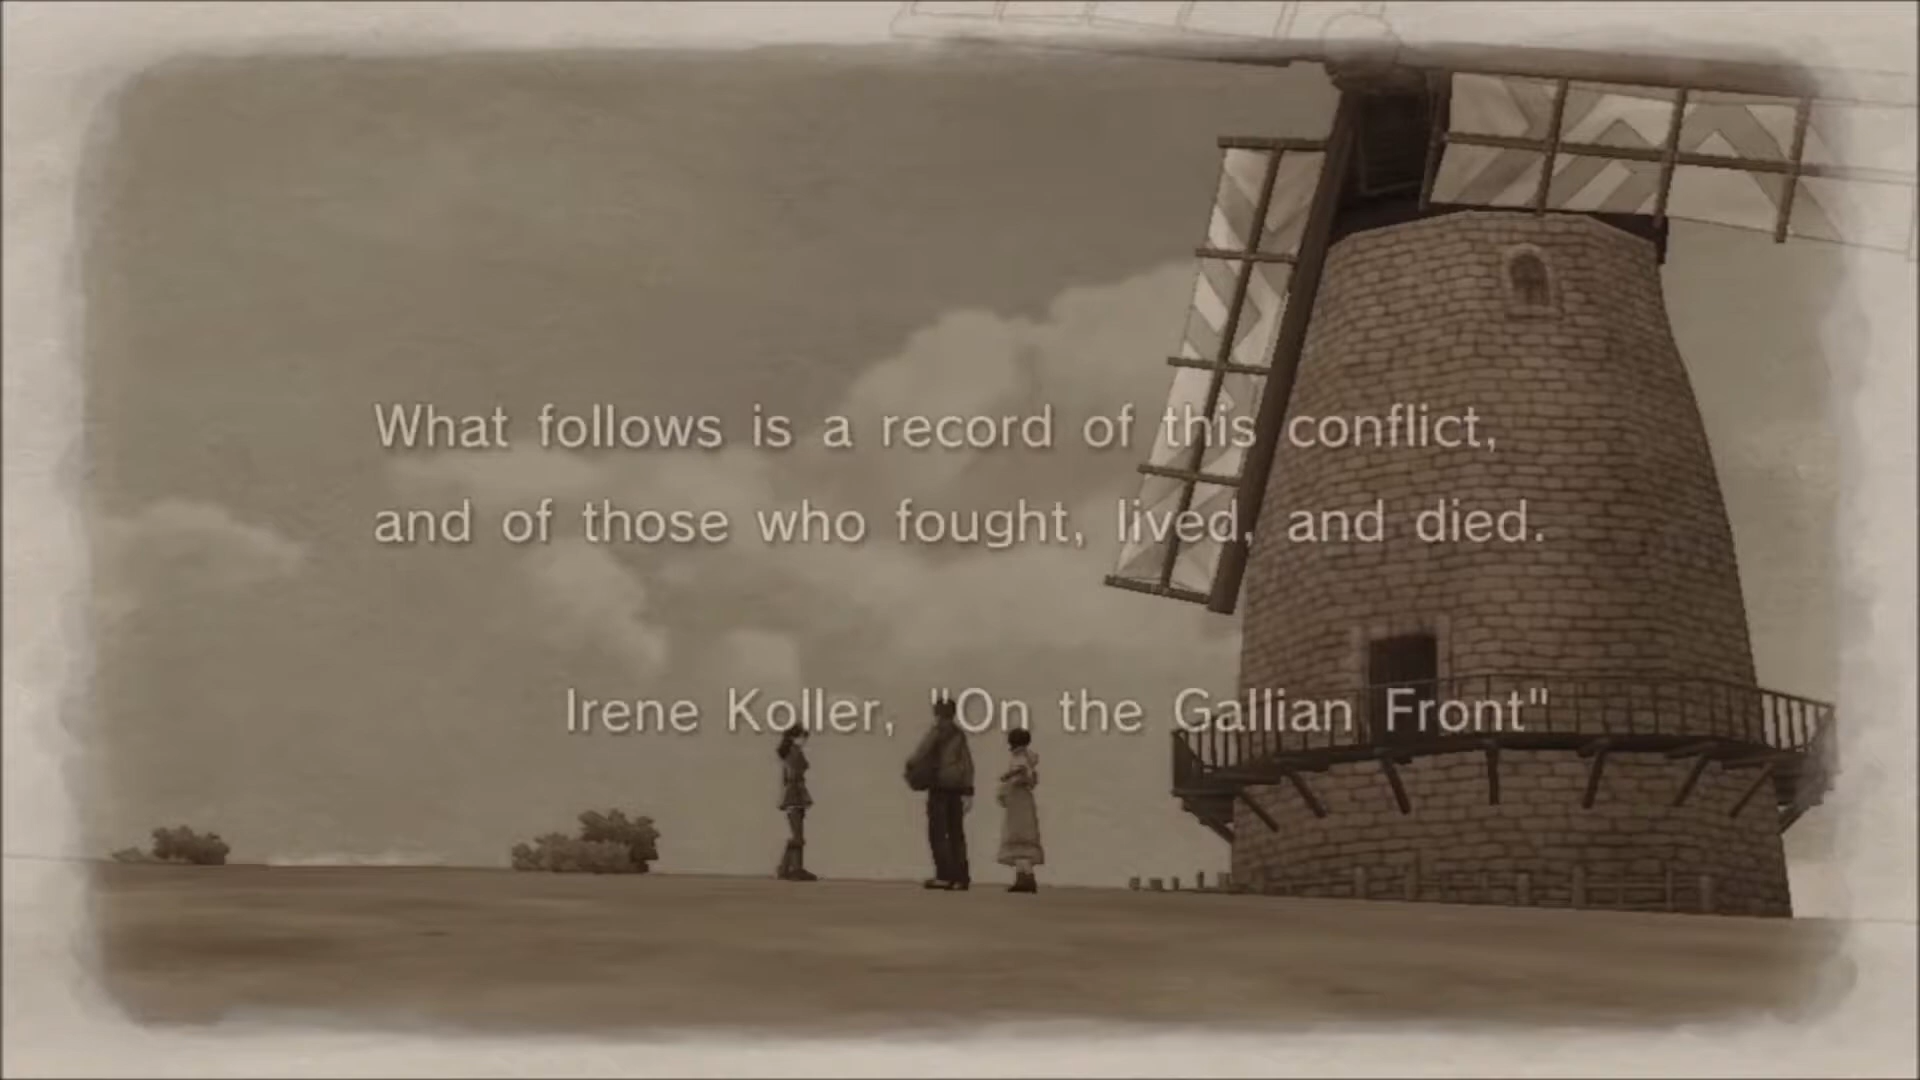 What follows is a record of this conflict,
and of those who fought, lived, and died.
Irene Koller, "On the Gallian Front"